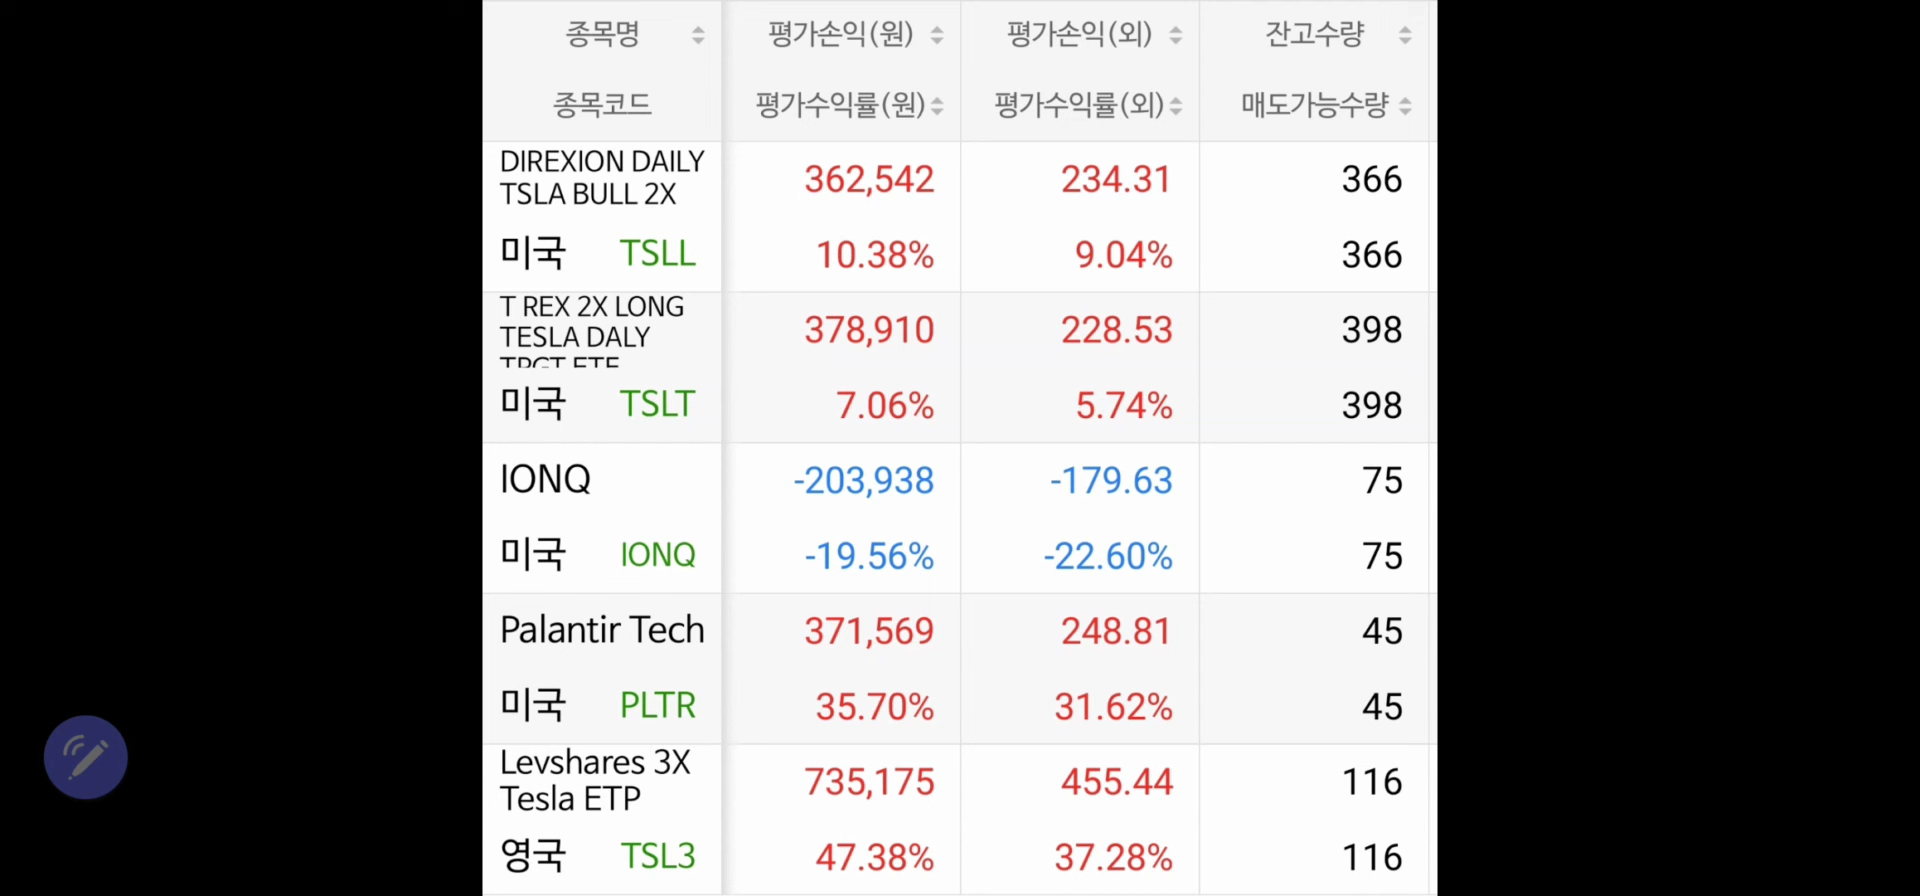 종목명 평가손익(원) 평가손익(외) 잔고수량
종목코드 평가수익률(원) 평가수익률(외) 매도가능수량
DIREXION DAILY
TSLA BULL 2X
362,542 234.31 366
미국 TSLL 10.38% 9.04% 366
T REX 2X LONG
TESLA DALY
TRGT ETF
378,910 228.53 398
미국 TSLT 7.06% 5.74% 398
IONQ -203,938 -179.63 75
미국 IONQ -19.56% -22.60% 75
Palantir Tech 371,569 248.81 45
미국 PLTR 35.70% 31.62% 45
Levshares 3X
Tesla ETP
735,175 455.44 116
영국 TSL3 47.38% 37.28% 116